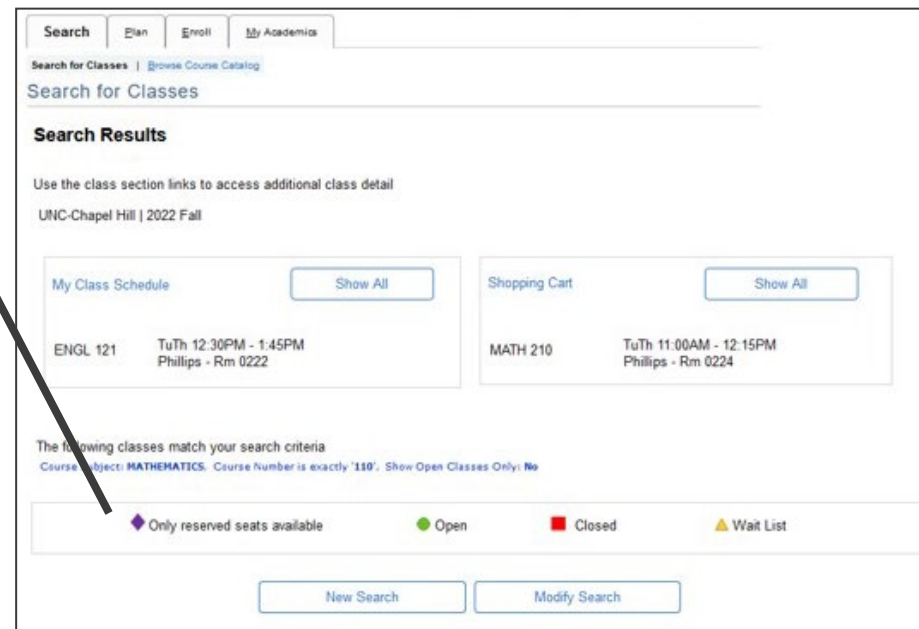 Search Plan Enroll My Academics
Search for Classes | Browse Course Catalog
Search for Classes
Search Results
Use the class section links to access additional class detail
UNC-Chapel Hill | 2022 Fall
My Class Schedule Show All
ENGL 121 TuTh 12:30PM - 1:45PM
Phillips - Rm 0222
Shopping Cart Show All
MATH 210 TuTh 11:00AM - 12:15PM
Phillips - Rm 0224
The following classes match your search criteria
Course Subject: MATHEMATICS, Course Number is exactly '110', Show Open Classes Only: No
Only reserved seats available Open Closed Wait List
New Search Modify Search